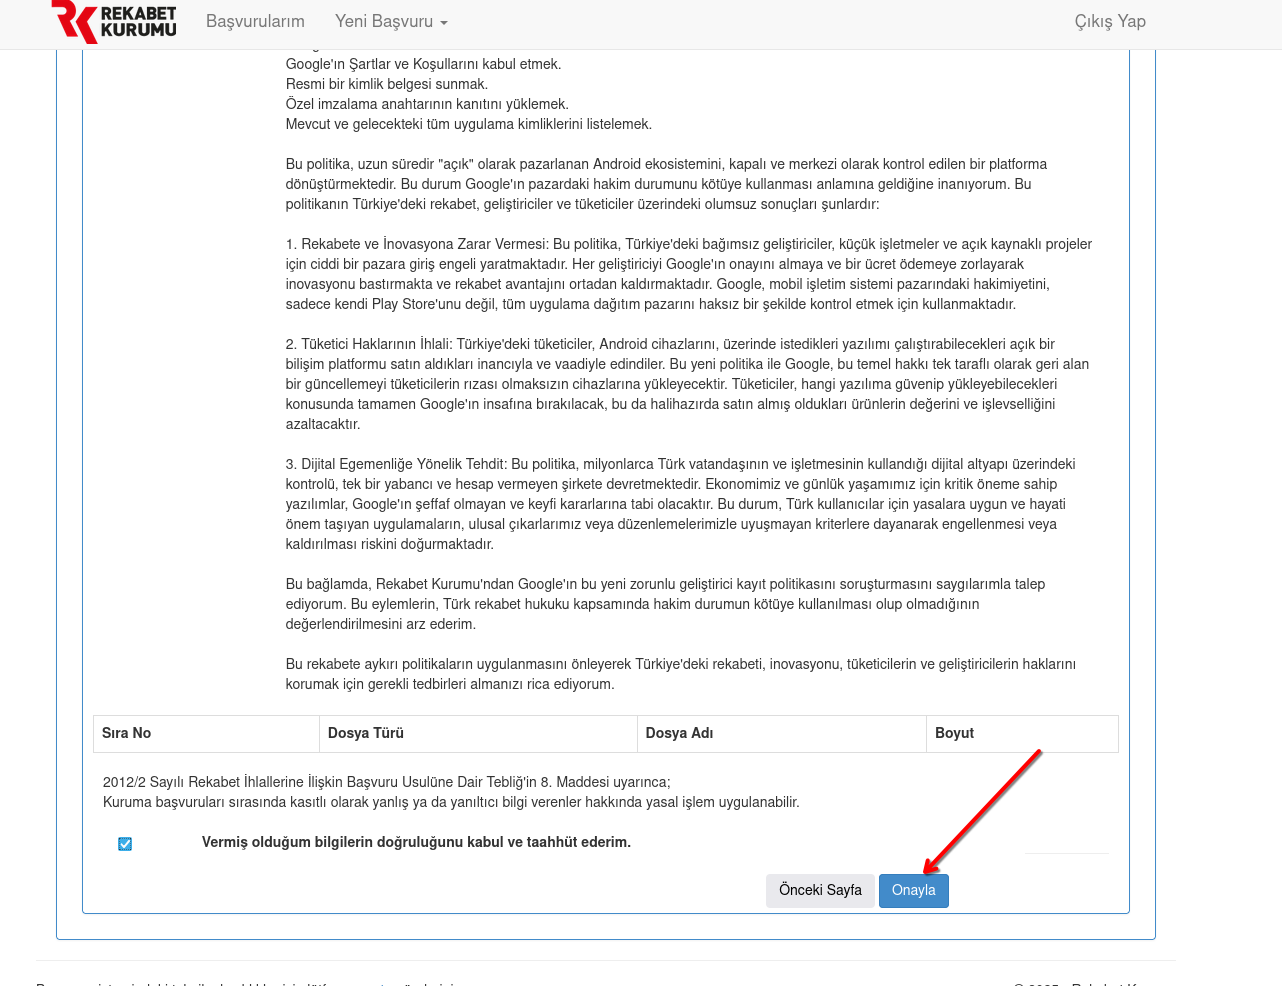 REKABET
KURUMU
Başvurularım
Yeni Başvuru
Çıkış Yap
Google'ın Şartlar ve Koşullarını kabul etmek.
Resmi bir kimlik belgesi sunmak.
Özel imzalama anahtarının kanıtını yüklemek.
Mevcut ve gelecekteki tüm uygulama kimliklerini listelemek.
Bu politika, uzun süredir "açık" olarak pazarlanan Android ekosistemini, kapalı ve merkezi olarak kontrol edilen bir platforma
dönüştürmektedir. Bu durum Google'ın pazardaki hakim durumunu kötüye kullanması anlamına geldiğine inanıyorum. Bu
politikanın Türkiye'deki rekabet, geliştiriciler ve tüketiciler üzerindeki olumsuz sonuçları şunlardır:
1. Rekabete ve İnovasyona Zarar Vermesi: Bu politika, Türkiye'deki bağımsız geliştiriciler, küçük işletmeler ve açık kaynaklı projeler
için ciddi bir pazara giriş engeli yaratmaktadır. Her geliştiriciyi Google'ın onayını almaya ve bir ücret ödemeye zorlayarak
inovasyonu bastırmakta ve rekabet avantajını ortadan kaldırmaktadır. Google, mobil işletim sistemi pazarındaki hakimiyetini,
sadece kendi Play Store'unu değil, tüm uygulama dağıtım pazarını haksız bir şekilde kontrol etmek için kullanmaktadır.
2. Tüketici Haklarının İhlali: Türkiye'deki tüketiciler, Android cihazlarını, üzerinde istedikleri yazılımı çalıştırabilecekleri açık bir
bilişim platformu satın aldıkları inancıyla ve vaadiyle edindiler. Bu yeni politika ile Google, bu temel hakkı tek taraflı olarak geri alan
bir güncellemeyi tüketicilerin rızası olmaksızın cihazlarına yükleyecektir. Tüketiciler, hangi yazılıma güvenip yükleyebilecekleri
konusunda tamamen Google'ın insafına bırakılacak, bu da halihazırda satın almış oldukları ürünlerin değerini ve işlevselliğini
azaltacaktır.
3. Dijital Egemenliğe Yönelik Tehdit: Bu politika, milyonlarca Türk vatandaşının ve işletmesinin kullandığı dijital altyapı üzerindeki
kontrolü, tek bir yabancı ve hesap vermeyen şirkete devretmektedir. Ekonomimiz ve günlük yaşamımız için kritik öneme sahip
yazılımlar, Google'ın şeffaf olmayan ve keyfi kararlarına tabi olacaktır. Bu durum, Türk kullanıcılar için yasalara uygun ve hayati
önem taşıyan uygulamaların, ulusal çıkarlarımız veya düzenlemelerimizle uyuşmayan kriterlere dayanarak engellenmesi veya
kaldırılması riskini doğurmaktadır.
Bu bağlamda, Rekabet Kurumu'ndan Google'ın bu yeni zorunlu geliştirici kayıt politikasını soruşturmasını saygılarımla talep
ediyorum. Bu eylemlerin, Türk rekabet hukuku kapsamında hakim durumun kötüye kullanılması olup olmadığının
değerlendirilmesini arz ederim.
Bu rekabete aykırı politikaların uygulanmasını önleyerek Türkiye'deki rekabeti, inovasyonu, tüketicilerin ve geliştiricilerin haklarını
korumak için gerekli tedbirleri almanızı rica ediyorum.
Sıra No
Dosya Türü
Dosya Adı
Boyut
2012/2 Sayılı Rekabet İhlallerine İlişkin Başvuru Usulüne Dair Tebliğ'in 8. Maddesi uyarınca;
Kuruma başvuruları sırasında kasıtlı olarak yanlış ya da yanıltıcı bilgi verenler hakkında yasal işlem uygulanabilir.
Vermiş olduğum bilgilerin doğruluğunu kabul ve taahhüt ederim.
Önceki Sayfa
Onayla